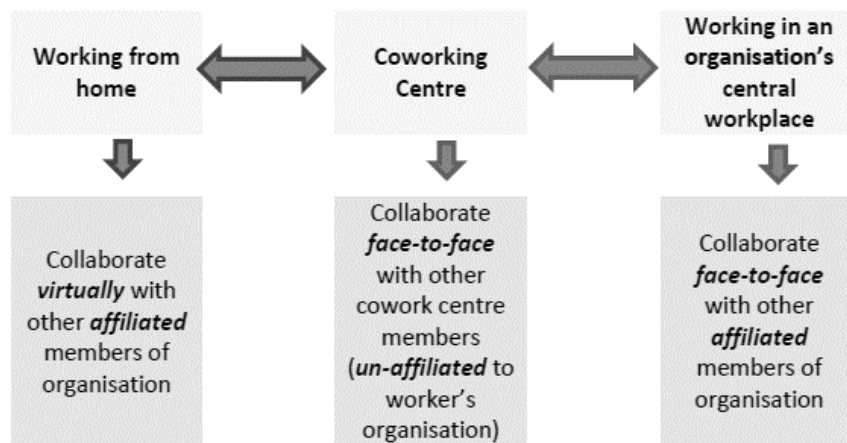 Working from
home
Coworking
Centre
Working in an
organisation's
central
workplace
Collaborate
virtually with
other affiliated
members of
organisation
Collaborate
face-to-face
with other
cowork centre
members
(un-affiliated to
worker's
organisation)
Collaborate
face-to-face
with other
affiliated
members of
organisation